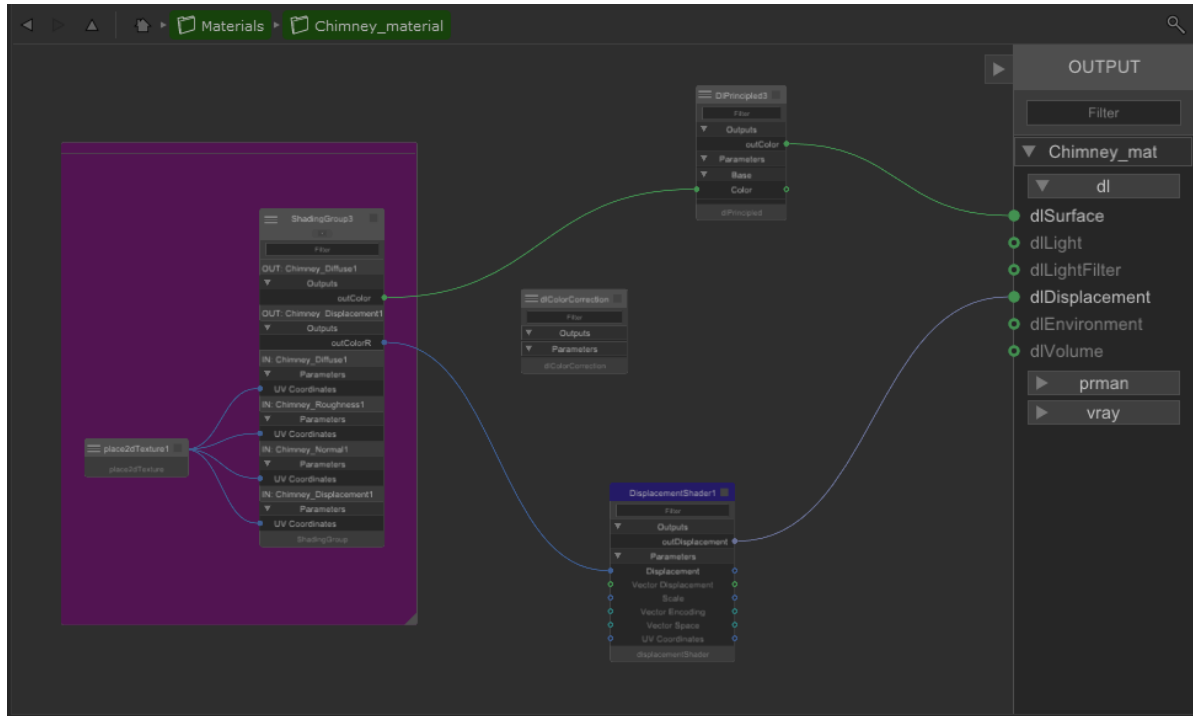 Materials Chimney_material
OUTPUT
Filter
Chimney_mat
dl
dlSurface
dlLight
dlLightFilter
dlDisplacement
dlEnvironment
dlVolume
prman
vray
DlPrincipled3
Filter
Outputs
outColor
Parameters
Base
Color
dlPrincipled
ShadingGroup3
Filter
OUT: Chimney_Diffuse1
Outputs
outColor
OUT: Chimney_Displacement1
Outputs
outColorR
IN: Chimney_Diffuse1
Parameters
UV Coordinates
IN: Chimney_Roughness1
Parameters
UV Coordinates
IN: Chimney_Normal1
Parameters
UV Coordinates
IN: Chimney_Displacement1
Parameters
UV Coordinates
ShadingGroup
place2dTexture1
place2dTexture
dlColorCorrection
Filter
Outputs
Parameters
dlColorCorrection
DisplacementShader1
Filter
Outputs
outDisplacement
Parameters
Displacement
Vector Displacement
Scale
Vector Encoding
Vector Space
UV Coordinates
displacementShader